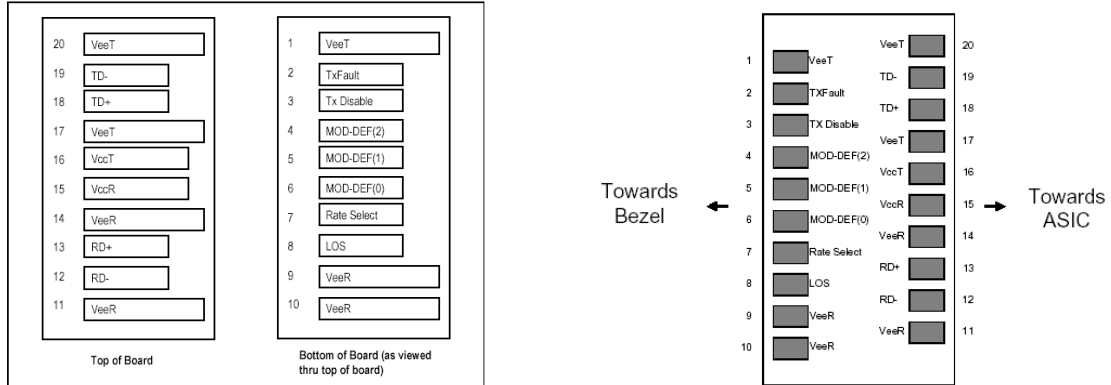 20 VeeT
19 TD-
18 TD+
17 VeeT
16 VccT
15 VccR
14 VeeR
13 RD+
12 RD-
11 VeeR
Top of Board
1 VeeT
2 TxFault
3 Tx Disable
4 MOD-DEF(2)
5 MOD-DEF(1)
6 MOD-DEF(0)
7 Rate Select
8 LOS
9 VeeR
10 VeeR
Bottom of Board (as viewed
thru top of board)
Towards
Bezel
1 VeeT
2 TXFault
3 TX Disable
4 MOD-DEF(2)
5 MOD-DEF(1)
6 MOD-DEF(0)
7 Rate Select
8 LOS
9 VeeR
10 VeeR
VeeT 20
TD- 19
TD+ 18
VeeT 17
VccT 16
VccR 15
VeeR 14
RD+ 13
RD- 12
VeeR 11
Towards
ASIC